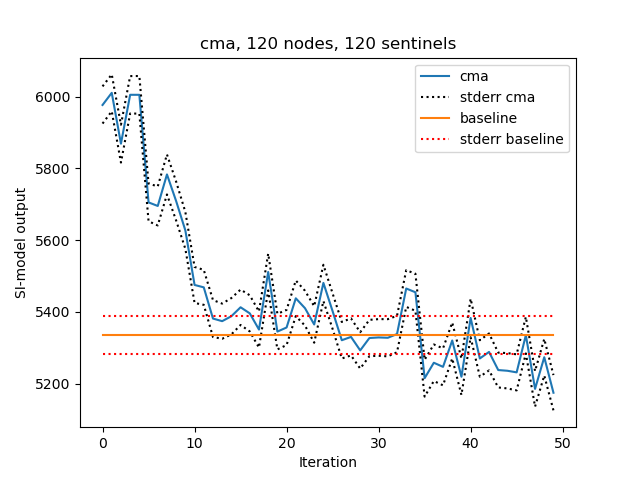 cma, 120 nodes, 120 sentinels
cma
stderr cma
baseline
stderr baseline
6000
5800
5600
5400
5200
SI-model output
0 10 20 30 40 50
Iteration